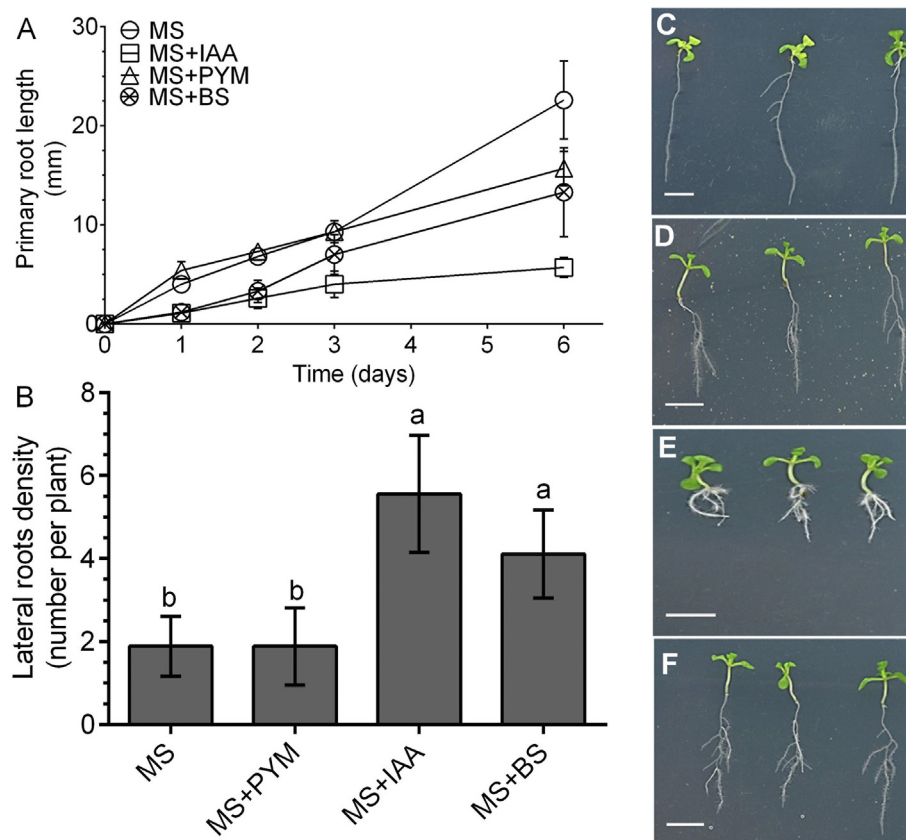 A
MS
MS+IAA
MS+PYM
MS+BS
Primary root length
(mm)
30
20
10
0
0
1
2
3
4
5
6
Time (days)
B
Lateral roots density
(number per plant)
8
6
4
2
0
b
b
a
a
MS
MS+PYM
MS+IAA
MS+BS
C
D
E
F